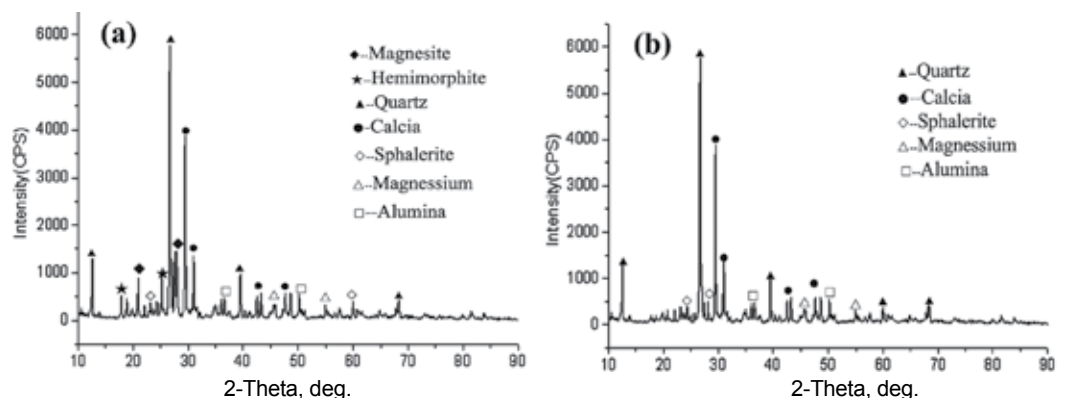 (a)
Intensity(CPS)
6000
5000
4000
3000
2000
1000
0
◆--Magnesite
★--Hemimorphite
▲--Quartz
●--Calcia
◇--Sphalerite
△--Magnessium
□--Alumina
10 20 30 40 50 60 70 80 90
2-Theta, deg.
(b)
Intensity(CPS)
6000
5000
4000
3000
2000
1000
0
▲--Quartz
●--Calcia
◇--Sphalerite
△--Magnessium
□--Alumina
10 20 30 40 50 60 70 80 90
2-Theta, deg.